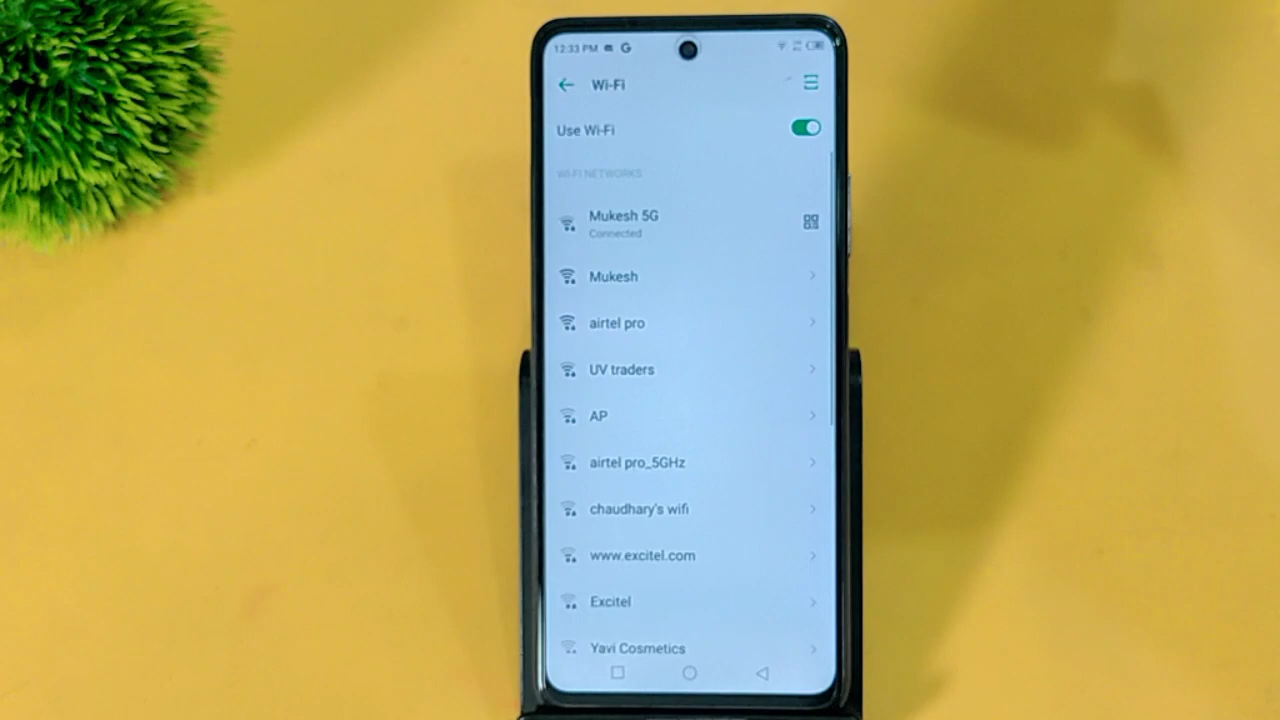 12:33 PM G
Wi-Fi
Use Wi-Fi
WI-FI NETWORKS
Mukesh 5G
Connected
Mukesh
airtel pro
UV traders
AP
airtel pro_5GHz
chaudhary's wifi
www.excitel.com
Excitel
Yavi Cosmetics